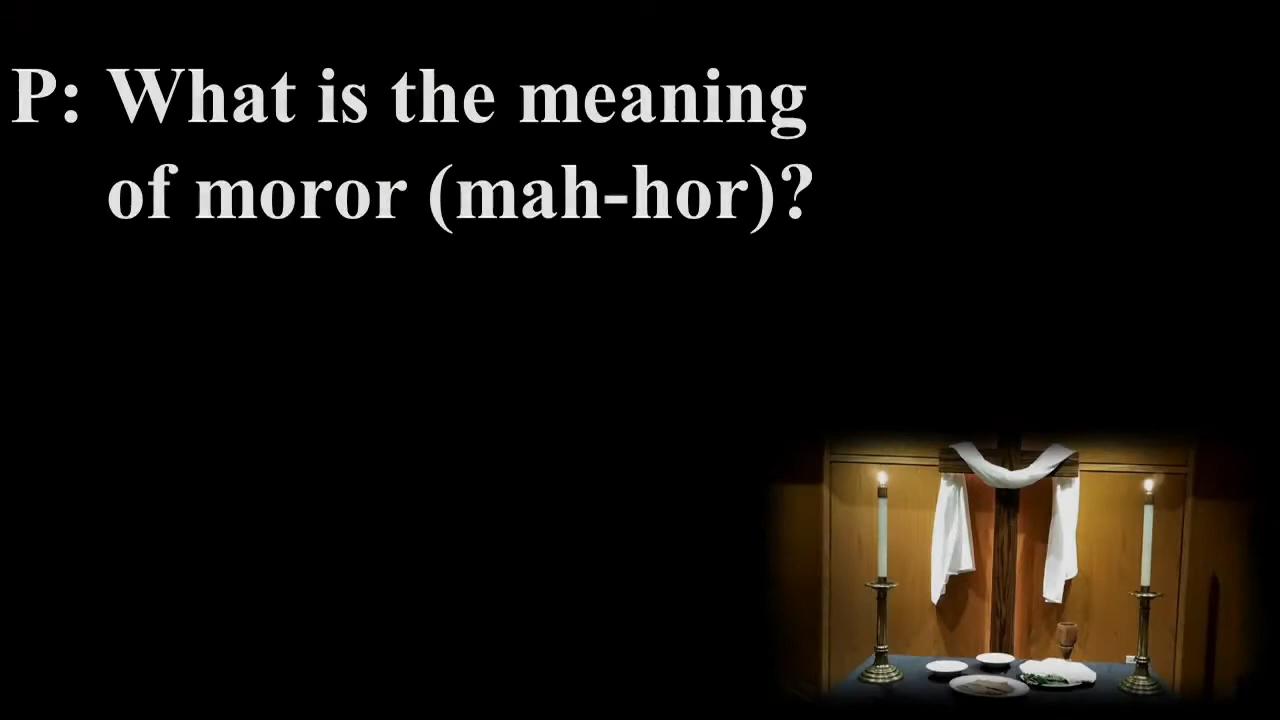 P: What is the meaning
of moror (mah-hor)?